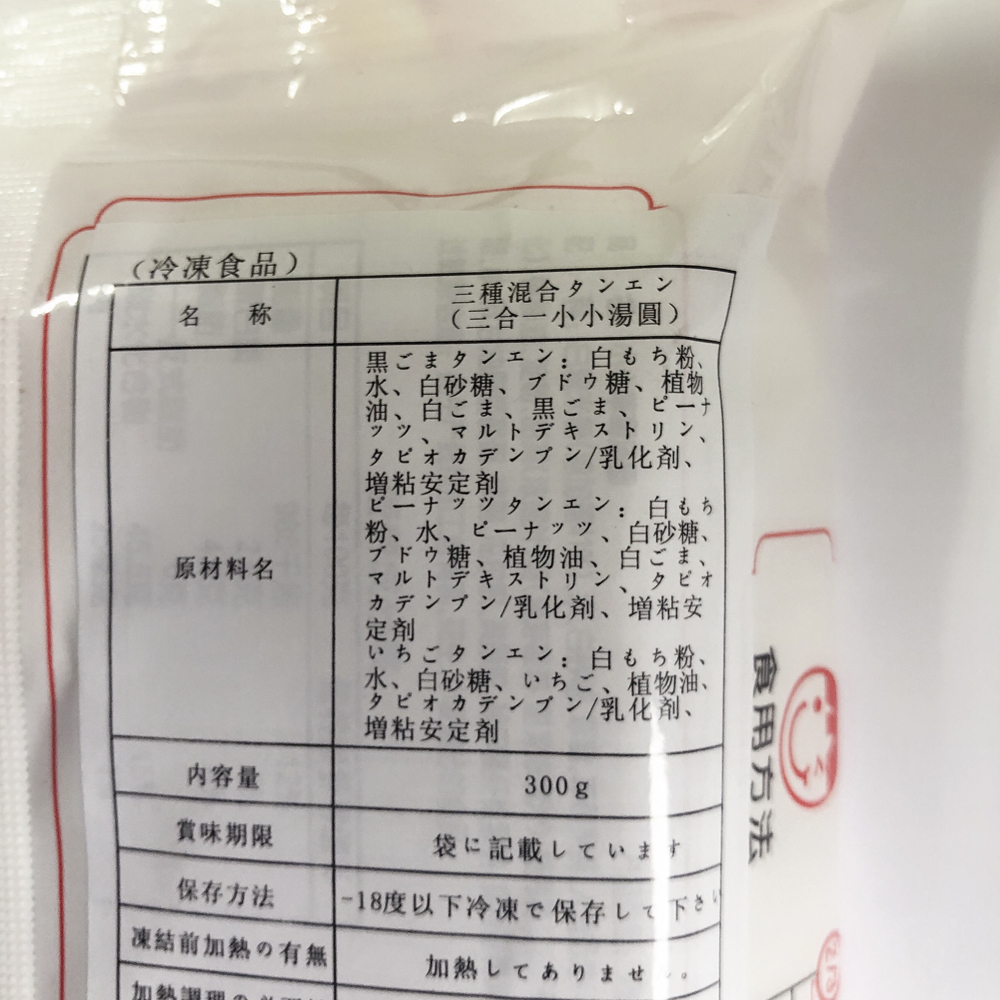 (冷凍食品)
名 称
三種混合タンエン
(三合一小小湯圓)
原材料名
黒ごまタンエン：白もち粉、
水、白砂糖、ブドウ糖、植物
油、白ごま、黒ごま、ピーナ
ッツ、マルトデキストリン、
タピオカデンプン/乳化剤、
増粘安定剤
ピーナッツタンエン：白もち
粉、水、ピーナッツ、白砂糖、
ブドウ糖、植物油、白ごま、
マルトデキストリン、タピオ
カデンプン/乳化剤、増粘安
定剤
いちごタンエン：白もち粉、
水、白砂糖、いちご、植物油、
タピオカデンプン/乳化剤、
増粘安定剤
内容量
300g
賞味期限
袋に記載しています
保存方法
-18度以下冷凍で保存して下さい
凍結前加熱の有無
加熱してありませ 。
加熱調理の
食用方法